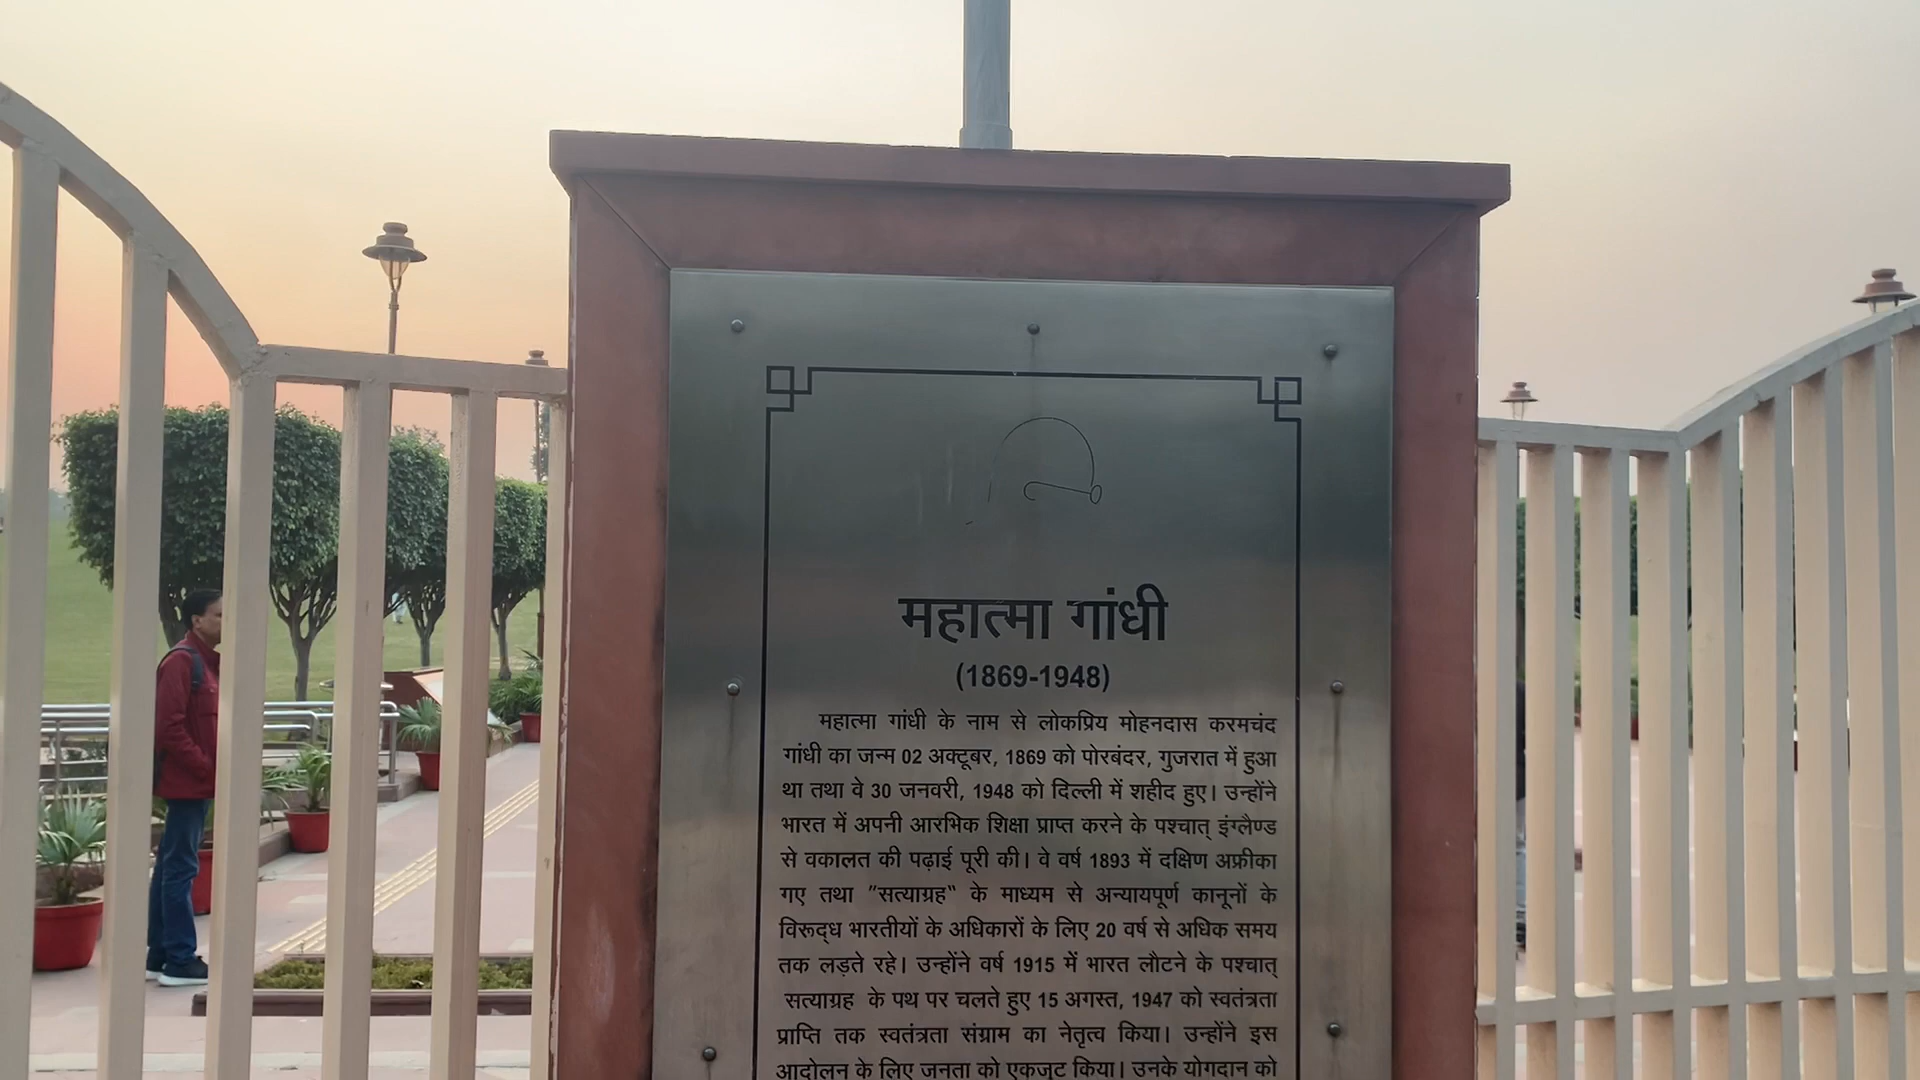 महात्मा गांधी
(1869-1948)
महात्मा गांधी के नाम से लोकप्रिय मोहनदास करमचंद
गांधी का जन्म 02 अक्टूबर, 1869 को पोरबंदर, गुजरात में हुआ
था तथा वे 30 जनवरी, 1948 को दिल्ली में शहीद हुए। उन्होंने
भारत में अपनी आरंभिक शिक्षा प्राप्त करने के पश्चात् इंग्लैण्ड
से वकालत की पढ़ाई पूरी की। वे वर्ष 1893 में दक्षिण अफ्रीका
गए तथा "सत्याग्रह" के माध्यम से अन्यायपूर्ण कानूनों के
विरूद्ध भारतीयों के अधिकारों के लिए 20 वर्ष से अधिक समय
तक लड़ते रहे। उन्होंने वर्ष 1915 में भारत लौटने के पश्चात्
सत्याग्रह के पथ पर चलते हुए 15 अगस्त, 1947 को स्वतंत्रता
प्राप्ति तक स्वतंत्रता संग्राम का नेतृत्व किया। उन्होंने इस
आदोलन के लिए जनता को एकजुट किया। उनके योगदान को